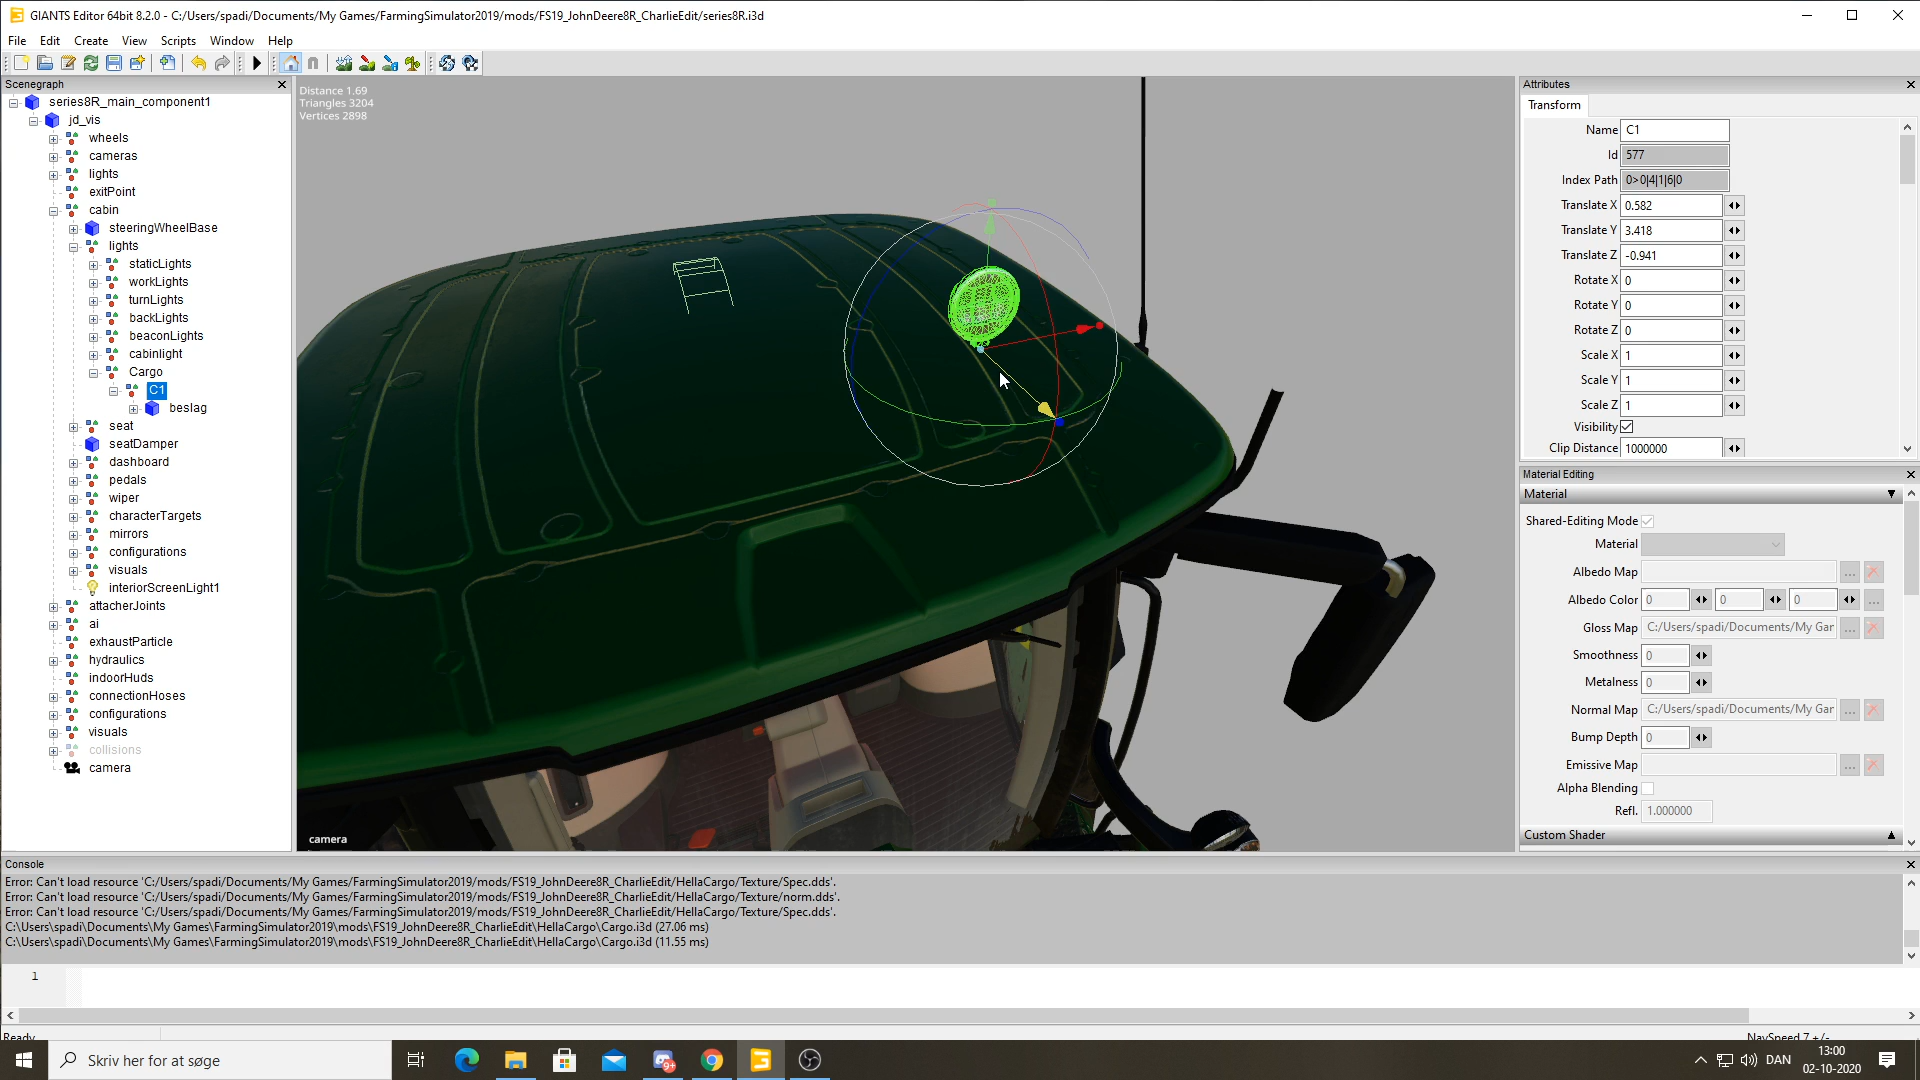 GIANTS Editor 64bit 8.2.0 - C:/Users/spadi/Documents/My Games/FarmingSimulator2019/mods/FS19_JohnDeere8R_CharlieEdit/series8R.i3d
File Edit Create View Scripts Window Help
Scenegraph
series8R_main_component1
jd_vis
wheels
cameras
lights
exitPoint
cabin
steeringWheelBase
lights
staticLights
workLights
turnLights
backLights
beaconLights
cabinlight
Cargo
C1
beslag
seat
seatDamper
dashboard
pedals
wiper
characterTargets
mirrors
configurations
visuals
interiorScreenLight1
attacherJoints
ai
exhaustParticle
hydraulics
indoorHuds
connectionHoses
configurations
visuals
collisions
camera
Distance 1.69
Triangles 3204
Vertices 2898
camera
Attributes
Transform
Name C1
Id 577
Index Path 0>0|4|1|6|0
Translate X 0.582
Translate Y 3.418
Translate Z -0.941
Rotate X 0
Rotate Y 0
Rotate Z 0
Scale X 1
Scale Y 1
Scale Z 1
Visibility
Clip Distance 1000000
Material Editing
Material
Shared-Editing Mode
Material
Albedo Map ...
Albedo Color 0 0 0 ...
Gloss Map C:/Users/spadi/Documents/My Gar ...
Smoothness 0
Metalness 0
Normal Map C:/Users/spadi/Documents/My Gar ...
Bump Depth 0
Emissive Map ...
Alpha Blending
Refl. 1.000000
Custom Shader
Console
Error: Can't load resource 'C:/Users/spadi/Documents/My Games/FarmingSimulator2019/mods/FS19_JohnDeere8R_CharlieEdit/HellaCargo/Texture/Spec.dds'.
Error: Can't load resource 'C:/Users/spadi/Documents/My Games/FarmingSimulator2019/mods/FS19_JohnDeere8R_CharlieEdit/HellaCargo/Texture/norm.dds'.
Error: Can't load resource 'C:/Users/spadi/Documents/My Games/FarmingSimulator2019/mods/FS19_JohnDeere8R_CharlieEdit/HellaCargo/Texture/Spec.dds'.
C:\Users\spadi\Documents\My Games\FarmingSimulator2019\mods\FS19_JohnDeere8R_CharlieEdit\HellaCargo\Cargo.i3d (27.06 ms)
C:\Users\spadi\Documents\My Games\FarmingSimulator2019\mods\FS19_JohnDeere8R_CharlieEdit\HellaCargo\Cargo.i3d (11.55 ms)
1
Ready
NavSpeed 7 +/-
Skriv her for at søge
9+
DAN
13:00
02-10-2020